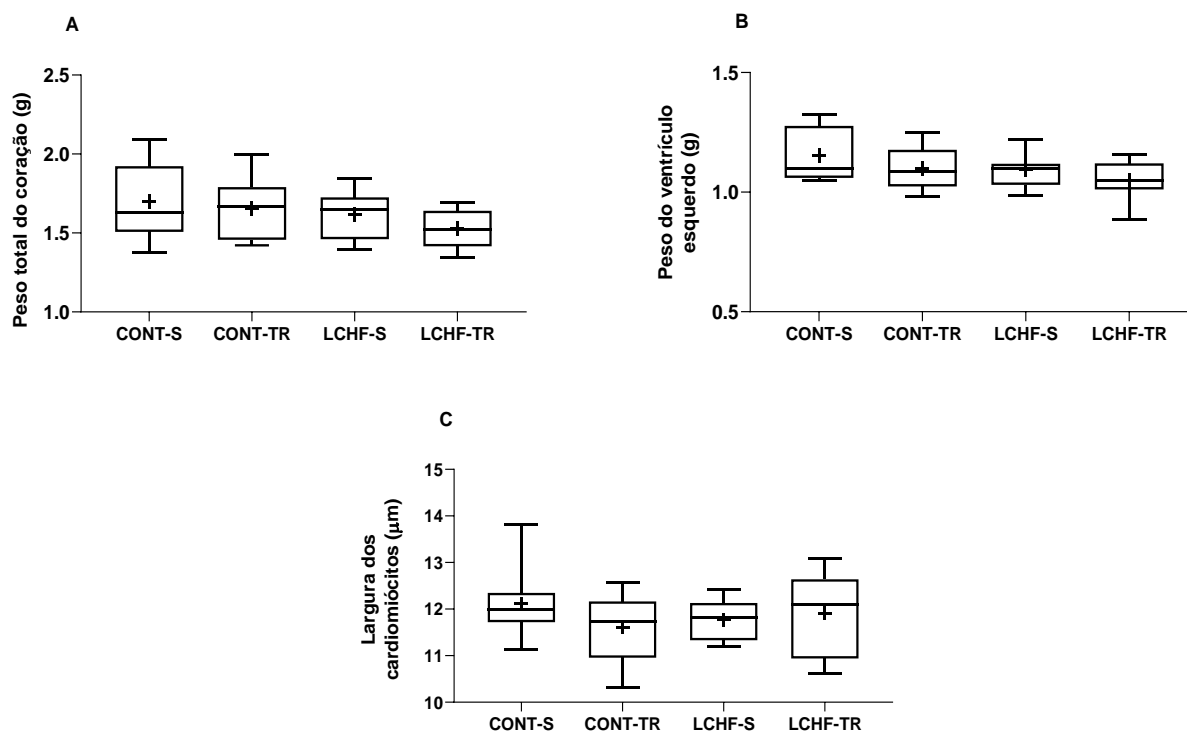 A
Peso total do coração (g)
2.5
2.0
1.5
1.0
CONT-S CONT-TR LCHF-S LCHF-TR
B
Peso do ventrículo
esquerdo (g)
1.5
1.0
0.5
CONT-S CONT-TR LCHF-S LCHF-TR
C
Largura dos
cardiomiócitos (μm)
15
14
13
12
11
10
CONT-S CONT-TR LCHF-S LCHF-TR